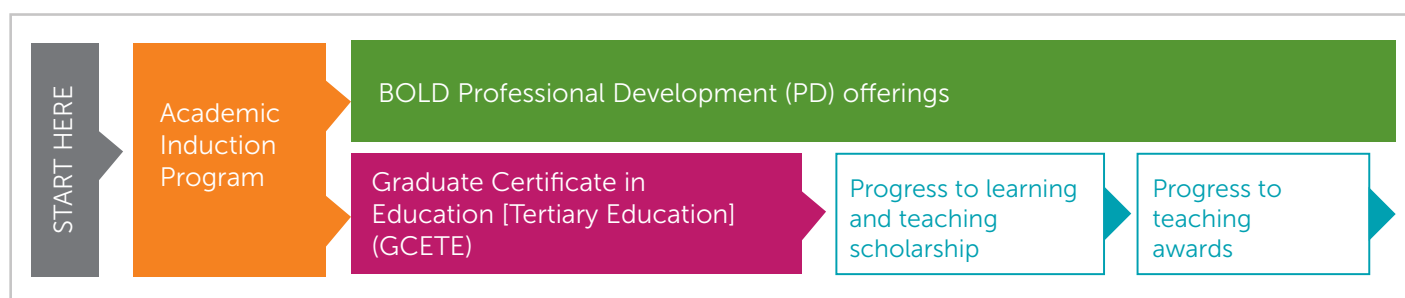 START HERE
Academic
Induction
Program
BOLD Professional Development (PD) offerings
Graduate Certificate in
Education [Tertiary Education]
(GCETE)
Progress to learning
and teaching
scholarship
Progress to
teaching
awards